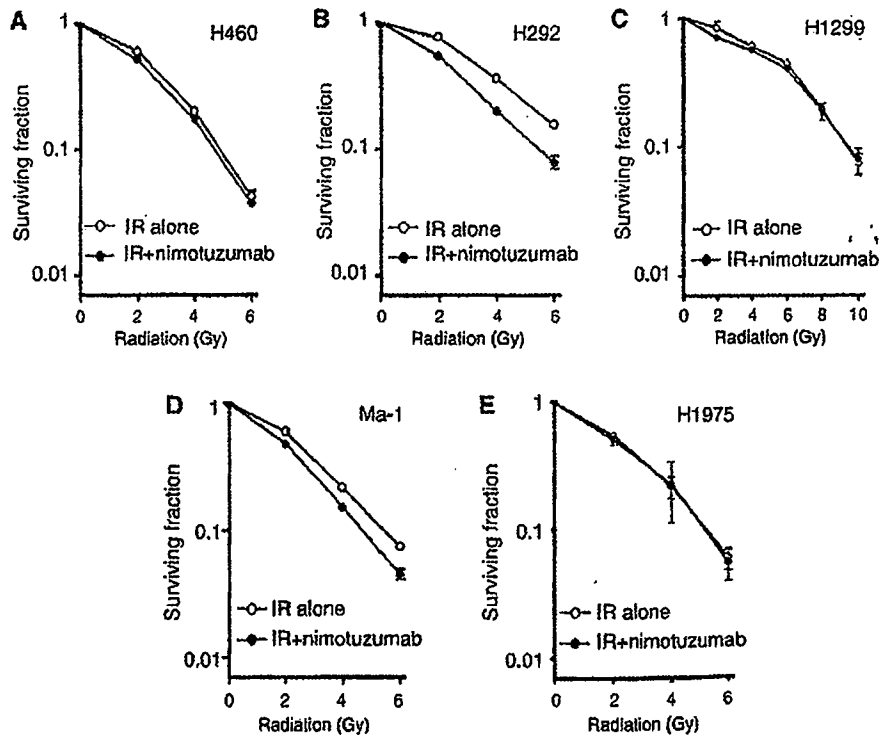 A
H460
1
0.1
0.01
Surviving fraction
IR alone
IR+nimotuzumab
0 2 4 6
Radiation (Gy)
B
H292
1
0.1
0.01
Surviving fraction
IR alone
IR+nimotuzumab
0 2 4 6
Radiation (Gy)
C
H1299
1
0.1
0.01
Surviving fraction
IR alone
IR+nimotuzumab
0 2 4 6 8 10
Radiation (Gy)
D
Ma-1
1
0.1
0.01
Surviving fraction
IR alone
IR+nimotuzumab
0 2 4 6
Radiation (Gy)
E
H1975
1
0.1
0.01
Surviving fraction
IR alone
IR+nimotuzumab
0 2 4 6
Radiation (Gy)